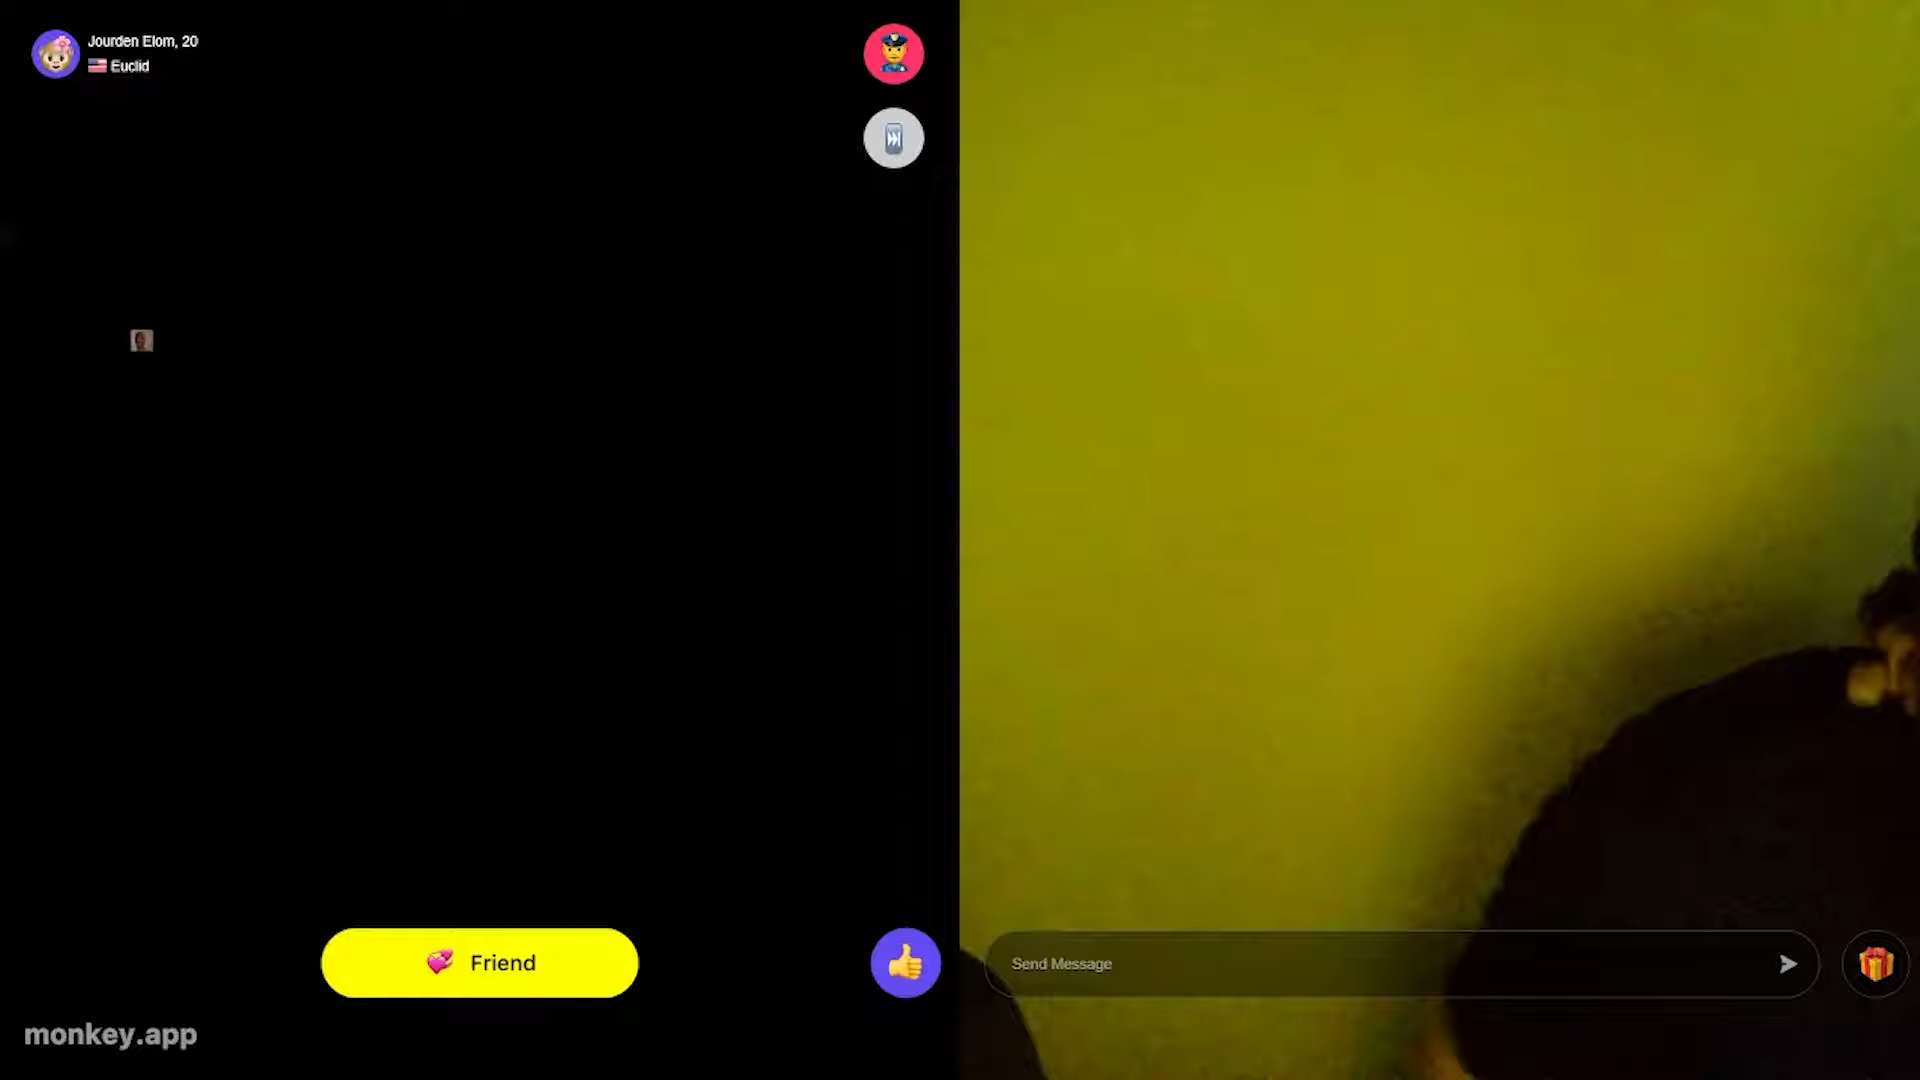 Jourden Elom, 20
Euclid
Friend
Send Message
monkey.app